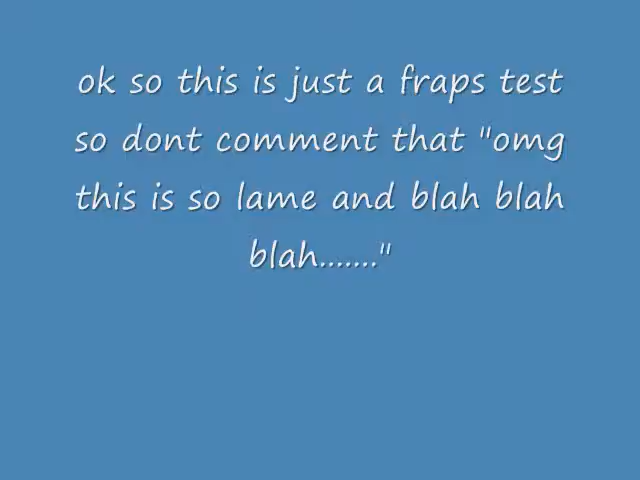 ok so this is just a fraps test
so dont comment that "omg
this is so lame and blah blah
blah......."